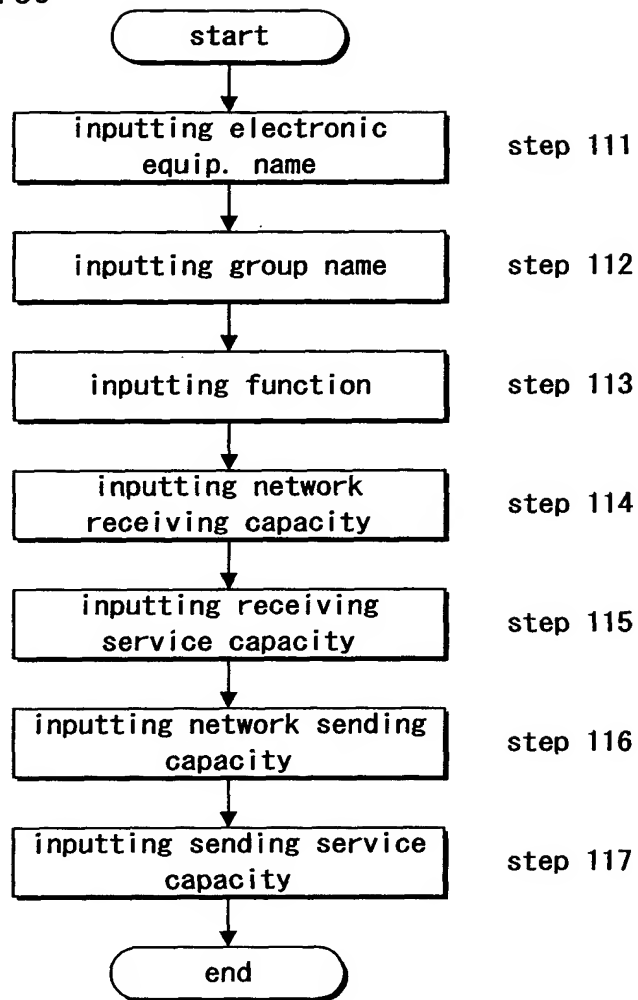 start
inputting electronic
equip. name
step 111
inputting group name
step 112
inputting function
step 113
inputting network
receiving capacity
step 114
inputting receiving
service capacity
step 115
inputting network sending
capacity
step 116
inputting sending service
capacity
step 117
end